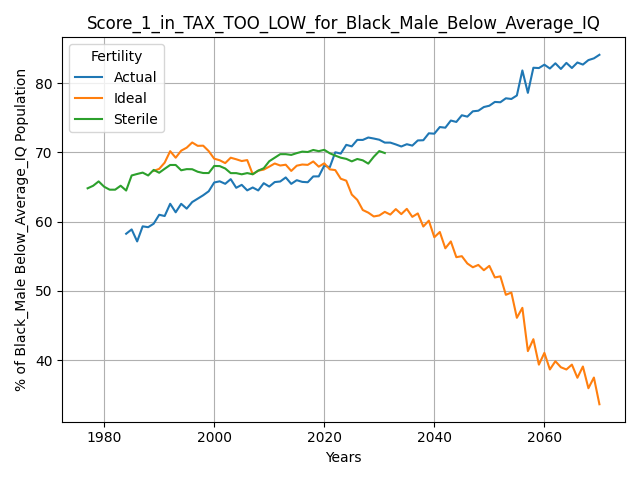 Score_1_in_TAX_TOO_LOW_for_Black_Male_Below_Average_IQ
Fertility
Actual
Ideal
Sterile
% of Black_Male Below_Average_IQ Population
80
70
60
50
40
1980
2000
2020
2040
2060
Years